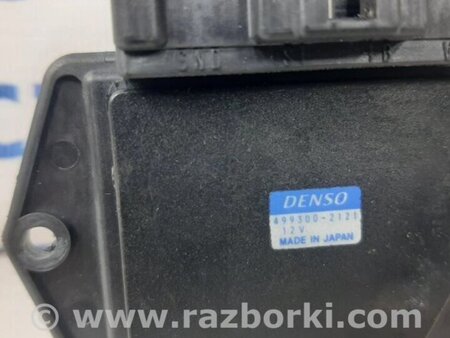 DENSO
499300-2121
12V
MADE IN JAPAN
www.razborki.com